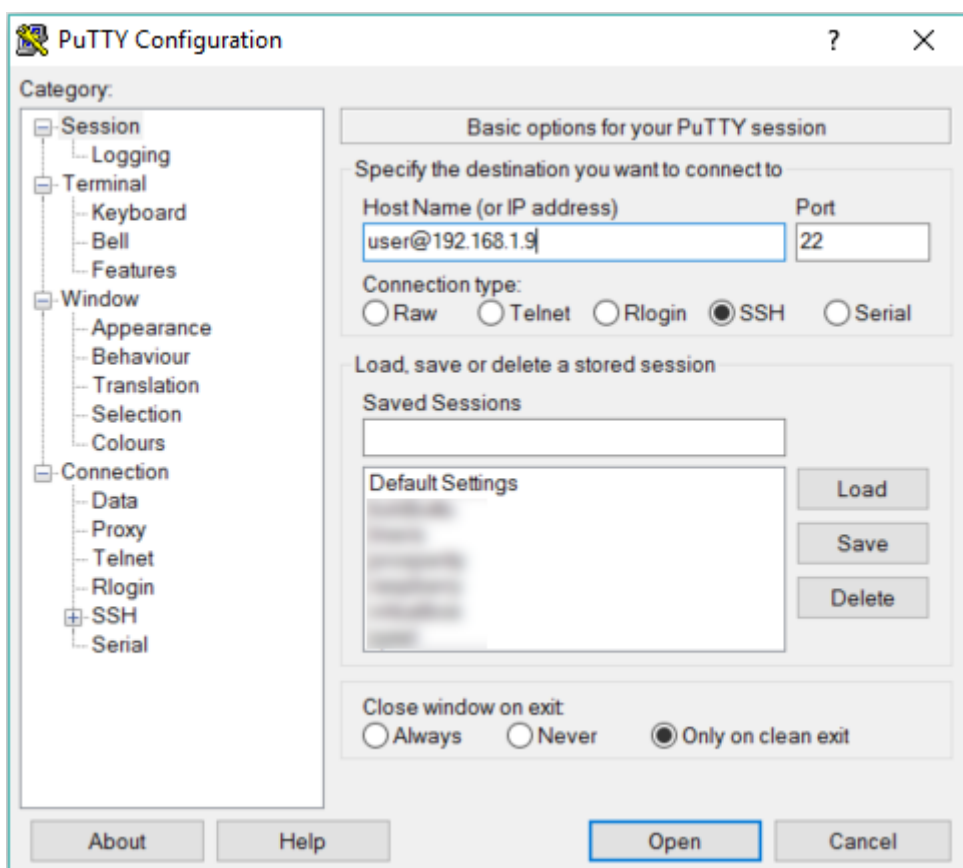 PuTTY Configuration
?
Category:
Session
Logging
Terminal
Keyboard
Bell
Features
Window
Appearance
Behaviour
Translation
Selection
Colours
Connection
Data
Proxy
Telnet
Rlogin
SSH
Serial
Basic options for your PuTTY session
Specify the destination you want to connect to
Host Name (or IP address) Port
user@192.168.1.9 22
Connection type:
Raw Telnet Rlogin SSH Serial
Load, save or delete a stored session
Saved Sessions
Default Settings
Load
Save
Delete
Close window on exit:
Always Never Only on clean exit
About Help Open Cancel